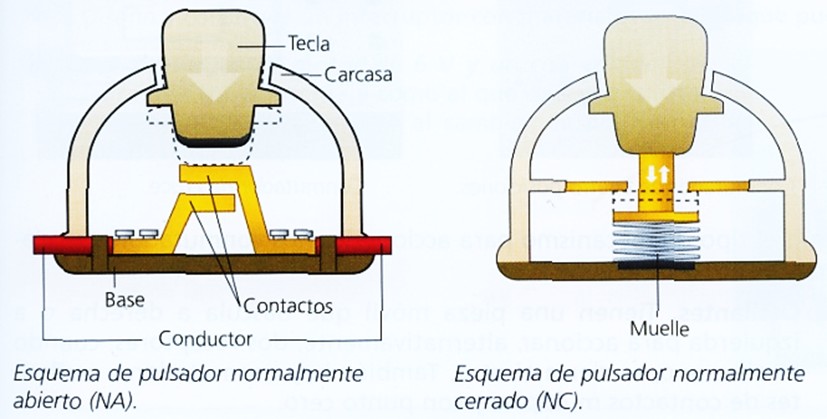 Tecla
Carcasa
Base
Contactos
Conductor
Muelle
Esquema de pulsador normalmente
abierto (NA).
Esquema de pulsador normalmente
cerrado (NC).